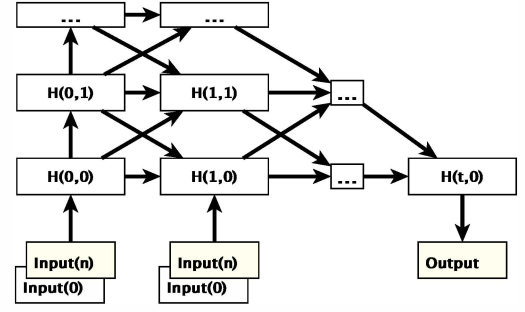 ... ...
H(0,1) H(1,1) ...
H(0,0) H(1,0) ... H(t,0)
Input(n) Input(n) Output
Input(0) Input(0)